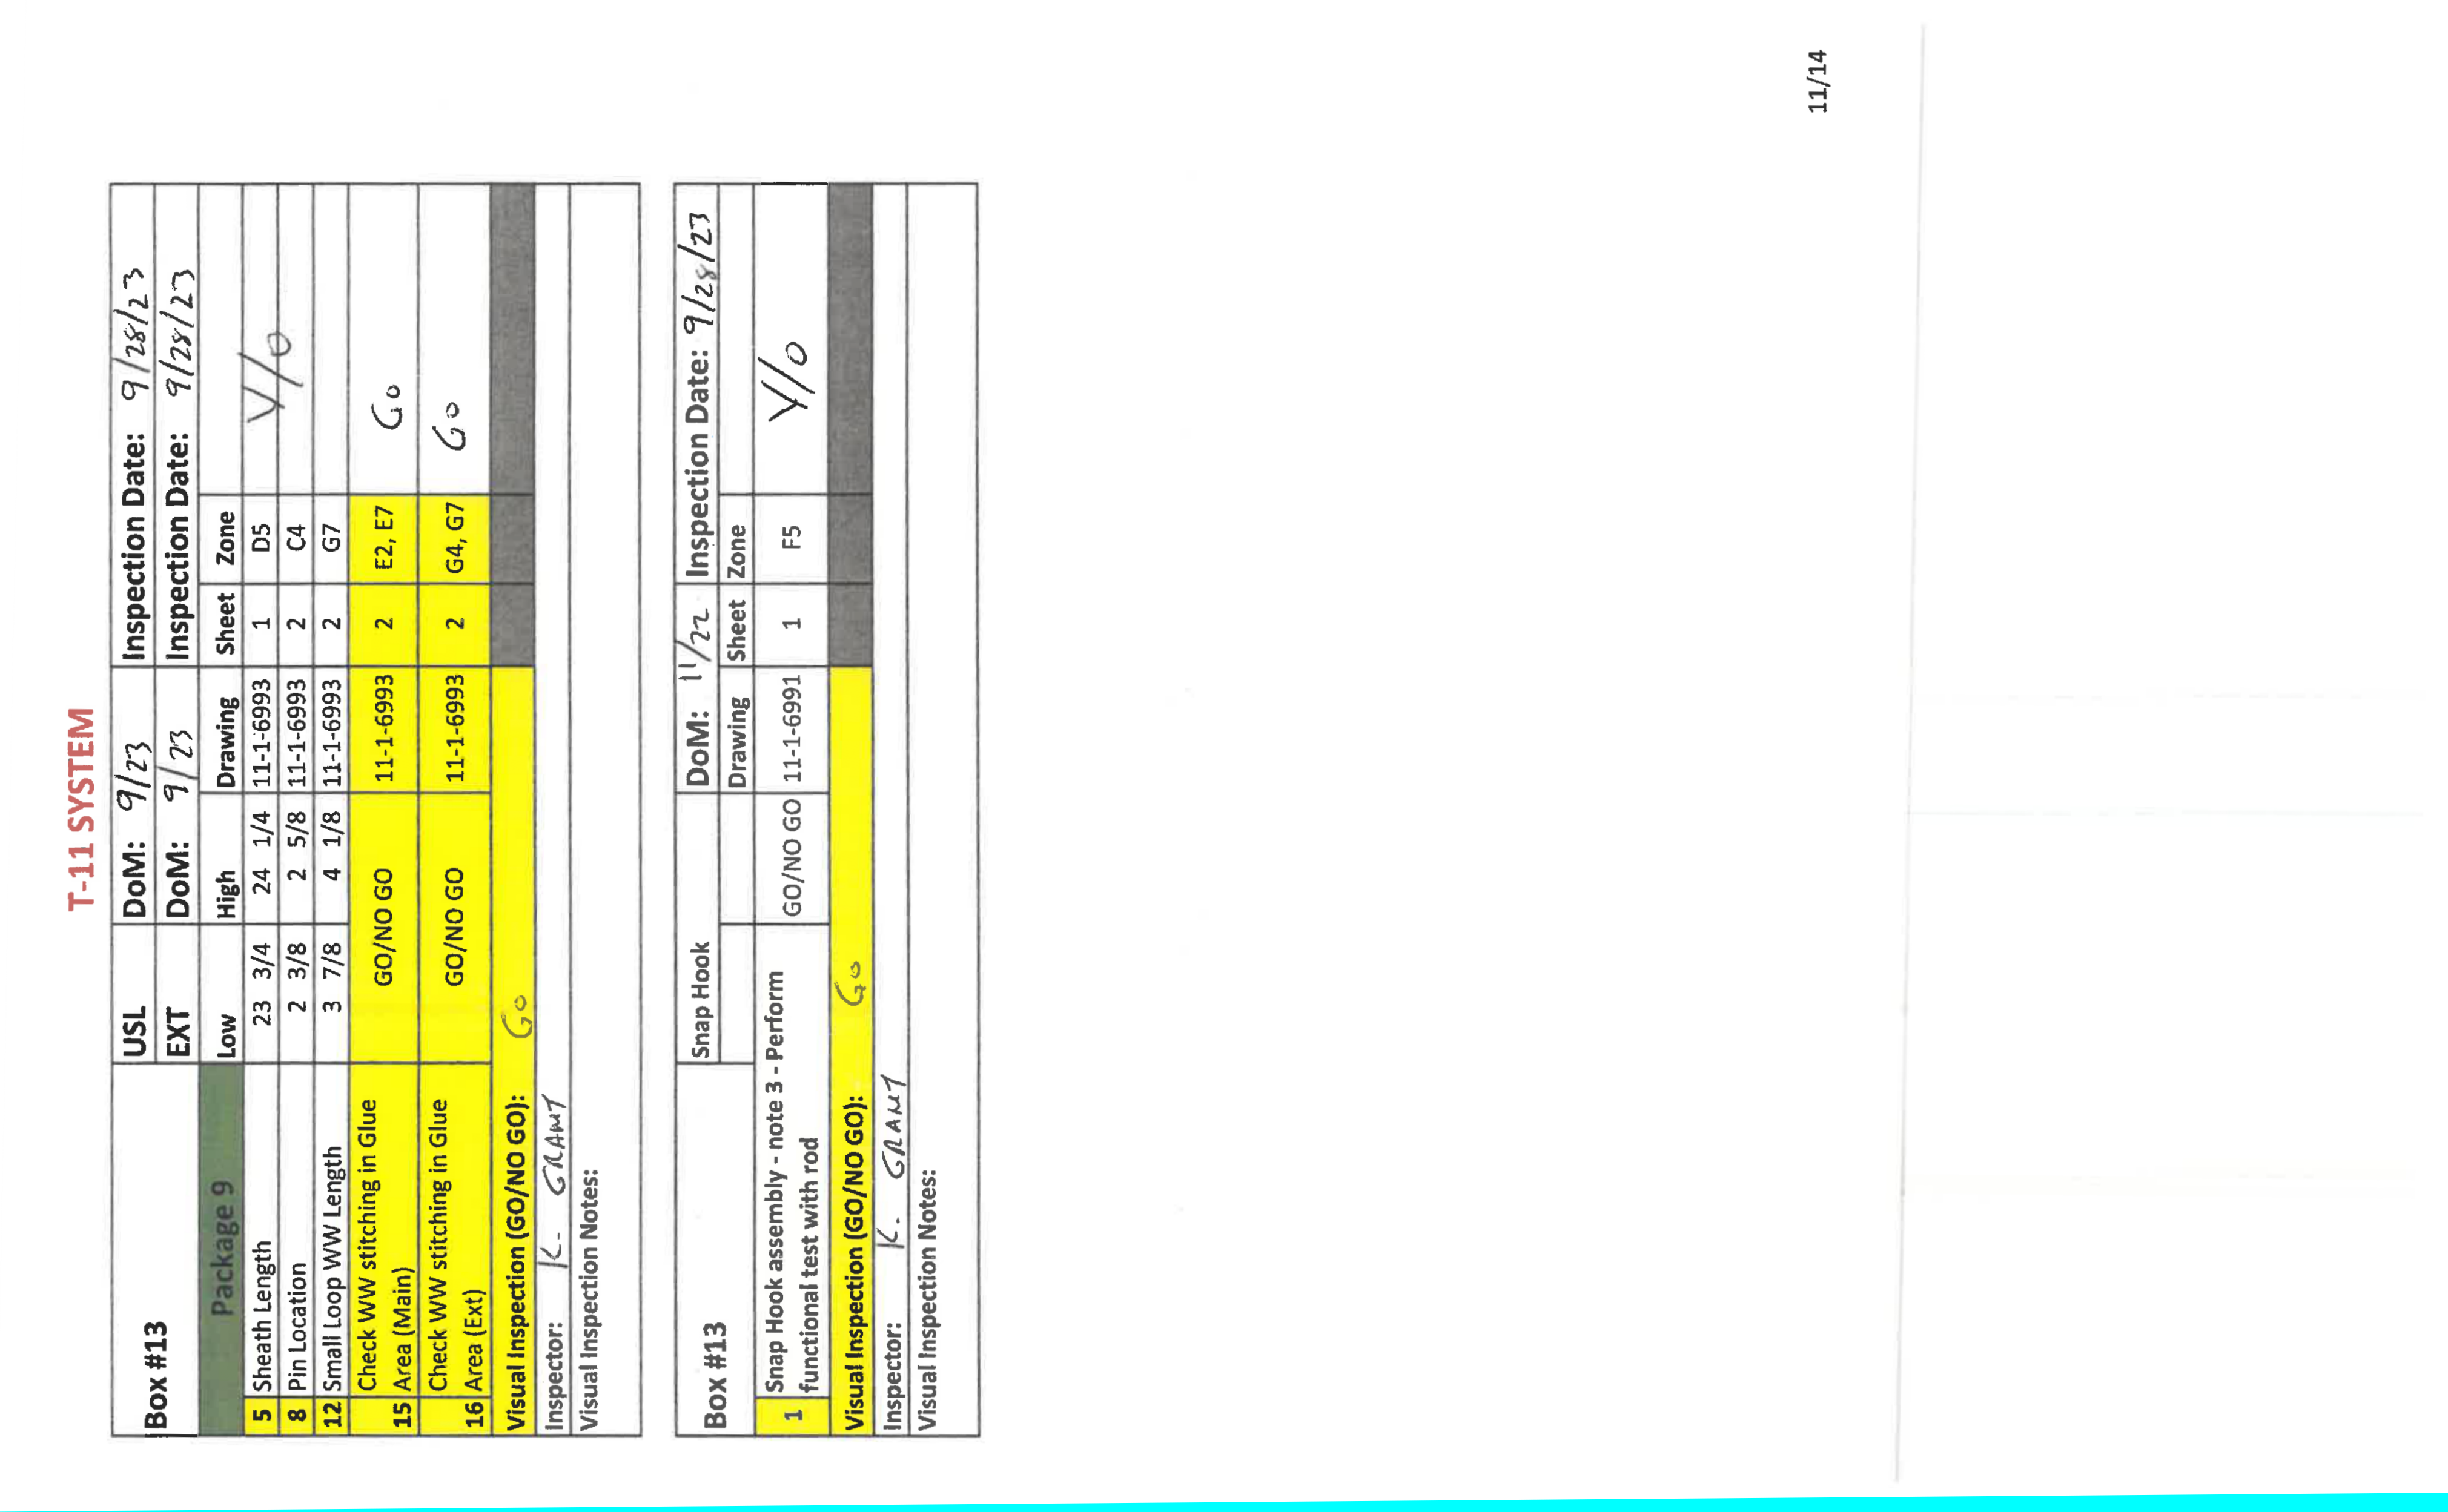 T-11 SYSTEM
Box #13 USL DoM: 9/23 Inspection Date: 9/28/23
EXT DoM: 9/23 Inspection Date: 9/28/23
Package 9 Low High Drawing Sheet Zone
5 Sheath Length 23 3/4 24 1/4 11-1-6993 1 D5 V/O
8 Pin Location 2 3/8 2 5/8 11-1-6993 2 C4
12 Small Loop WW Length 3 7/8 4 1/8 11-1-6993 2 G7
Check WW stitching in Glue
15 Area (Main) GO/NO GO 11-1-6993 2 E2, E7 Go
Check WW stitching in Glue
16 Area (Ext) GO/NO GO 11-1-6993 2 G4, G7 Go
Visual Inspection (GO/NO GO): Go
Inspector: K. GRANT
Visual Inspection Notes:
Box #13 Snap Hook DoM: 11/22 Inspection Date: 9/28/23
Drawing Sheet Zone
1 Snap Hook assembly - note 3 - Perform
functional test with rod GO/NO GO 11-1-6991 1 F5 V/O
Visual Inspection (GO/NO GO): Go
Inspector: K. GRANT
Visual Inspection Notes:
11/14